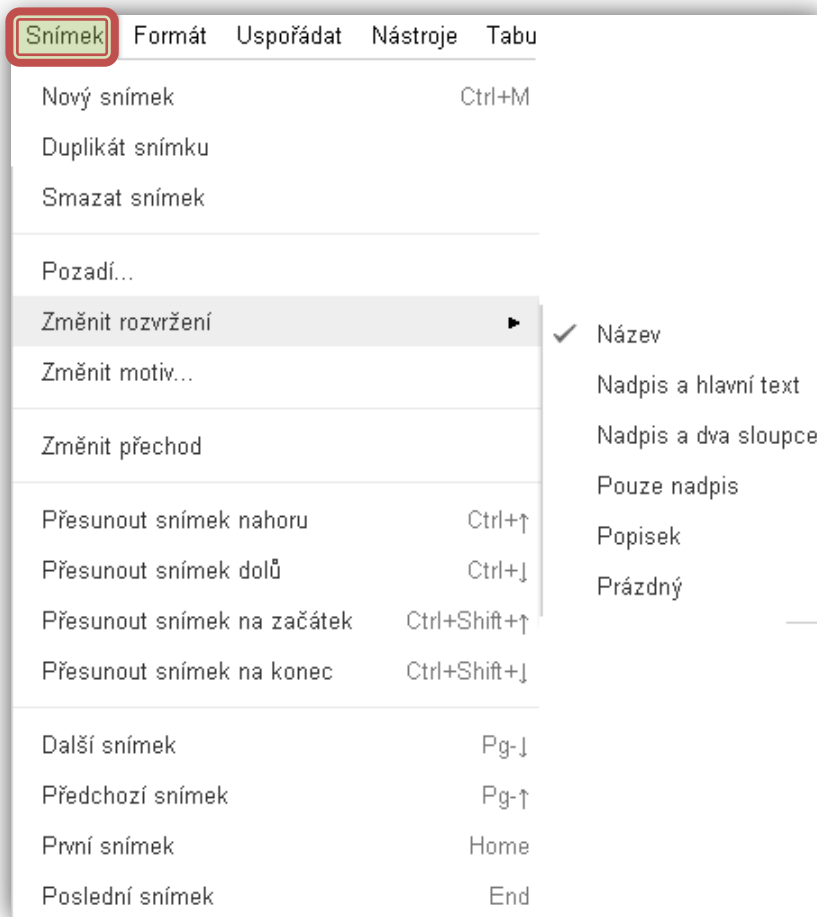 Snímek Formát Uspořádat Nástroje Tabu
Nový snímek Ctrl+M
Duplikát snímku
Smazat snímek
Pozadí...
Změnit rozvržení ▶
✓ Název
Změnit motiv...
Nadpis a hlavní text
Nadpis a dva sloupce
Změnit přechod
Pouze nadpis
Přesunout snímek nahoru Ctrl+↑
Popisek
Přesunout snímek dolů Ctrl+↓
Prázdný
Přesunout snímek na začátek Ctrl+Shift+↑
Přesunout snímek na konec Ctrl+Shift+↓
Další snímek Pg-↓
Předchozí snímek Pg-↑
První snímek Home
Poslední snímek End